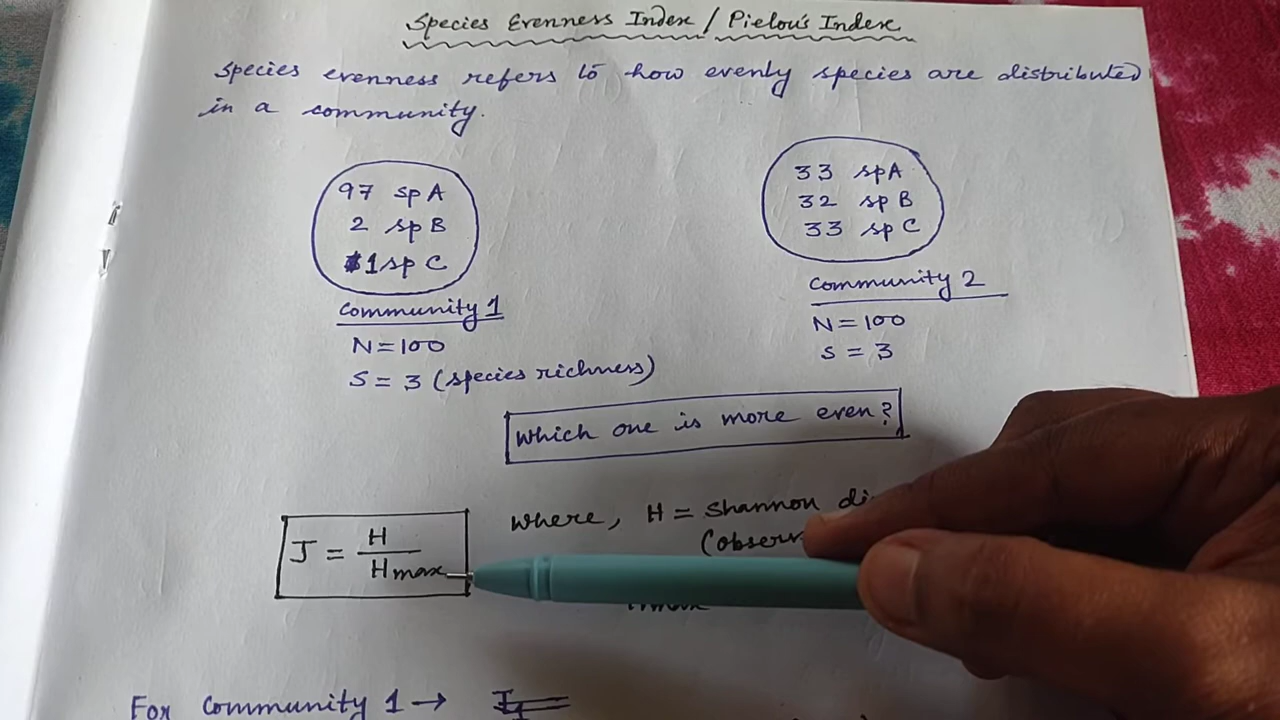 Species Evenness Index / Pielou's Index
Species evenness refers to how evenly species are distributed
in a community.
97 sp A
2 sp B
1 sp C
Community 1
N = 100
S = 3 (species richness)
33 sp A
32 sp B
33 sp C
Community 2
N = 100
S = 3
Which one is more even?
J = H / Hmax
where, H = Shannon
For community 1 →